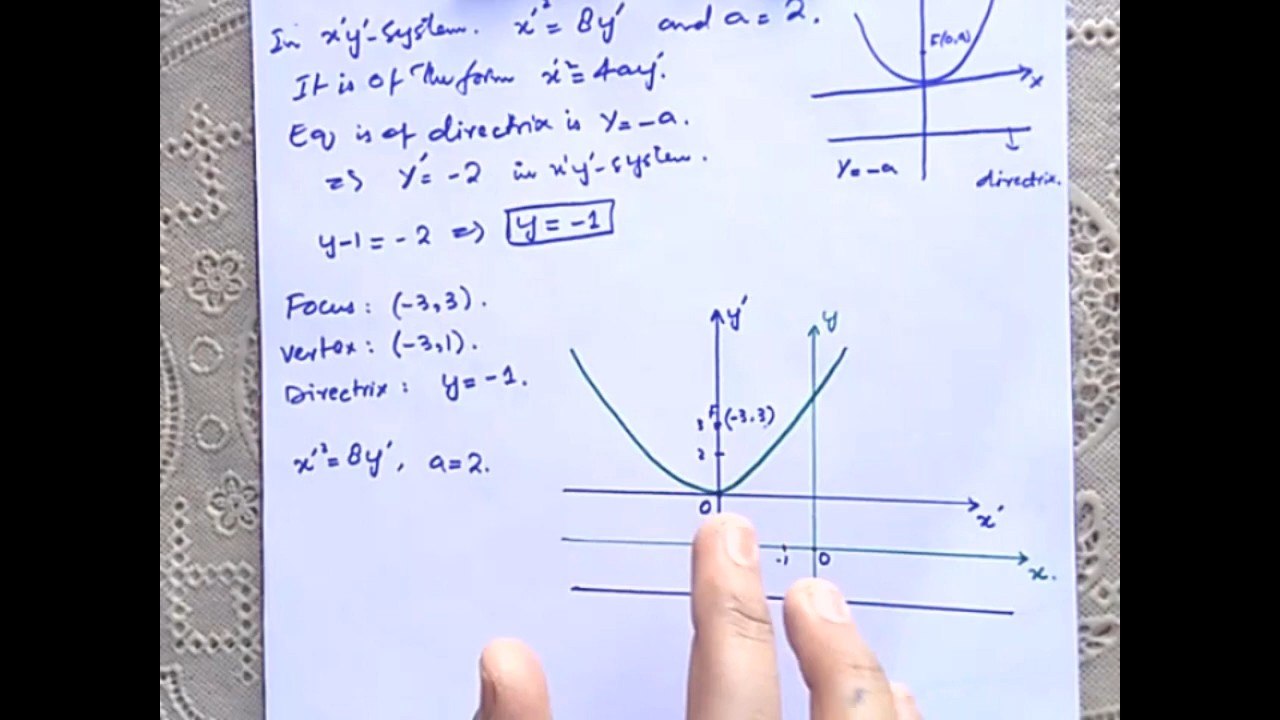 In x'y'-system. x'² = 8y' and a = 2.
It is of the form x'² = 4ay'.
Eq is of directrix is y = -a.
=> y' = -2 in x'y'-system.
y-1 = -2 => y = -1
F(0,a)
x
y = -a
directrix.
Focus: (-3,3).
Vertex: (-3,1).
Directrix: y = -1.
x'² = 8y', a = 2.
y'
y
F
3
(-3,3)
2
0
x'
-1
0
x.